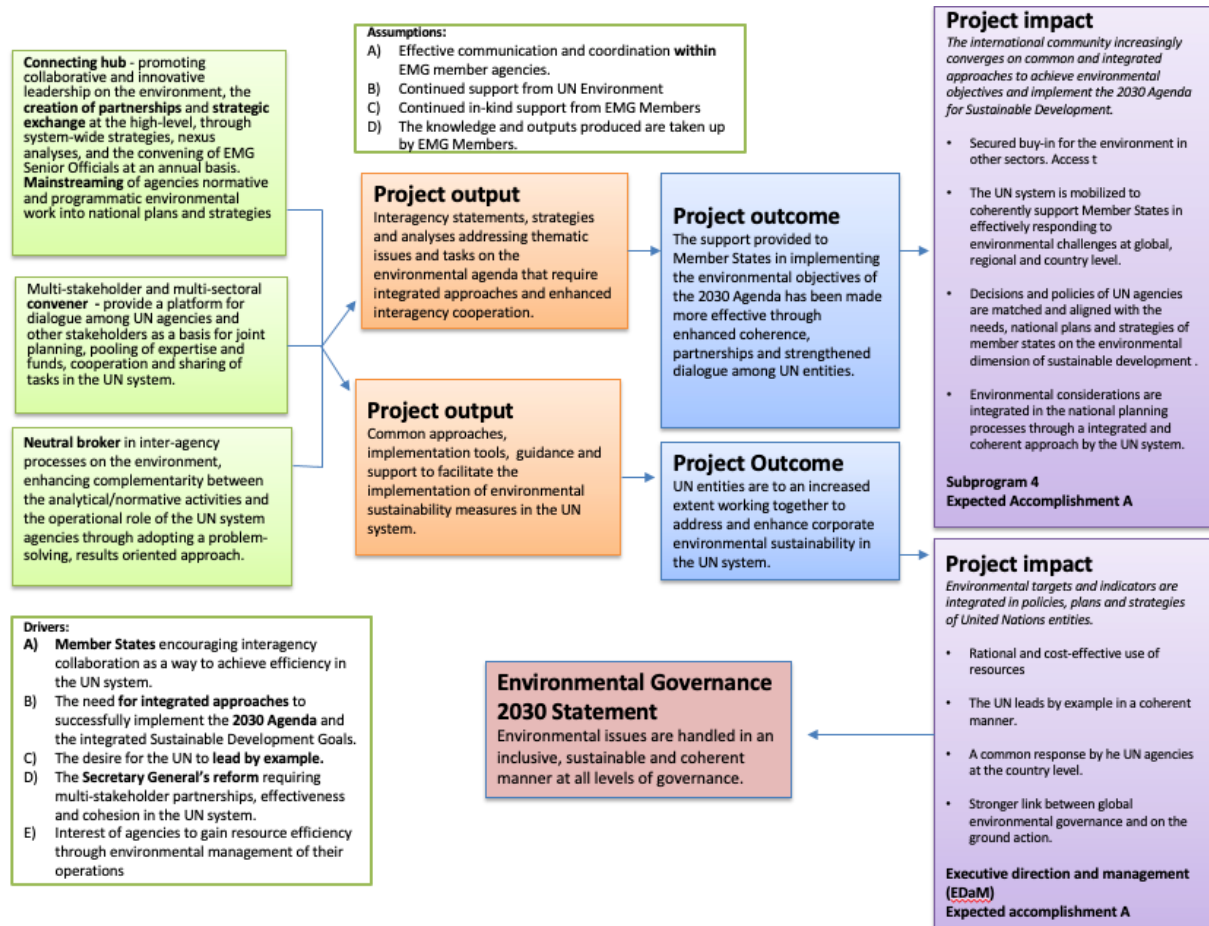 Connecting hub - promoting
collaborative and innovative
leadership on the environment, the
creation of partnerships and strategic
exchange at the high-level, through
system-wide strategies, nexus
analyses, and the convening of EMG
Senior Officials at an annual basis.
Mainstreaming of agencies normative
and programmatic environmental
work into national plans and strategies
Multi-stakeholder and multi-sectoral
convener - provide a platform for
dialogue among UN agencies and
other stakeholders as a basis for joint
planning, pooling of expertise and
funds, cooperation and sharing of
tasks in the UN system.
Neutral broker in inter-agency
processes on the environment,
enhancing complementarity between
the analytical/normative activities and
the operational role of the UN system
agencies through adopting a problem-
solving, results oriented approach.
Drivers:
A) Member States encouraging interagency
collaboration as a way to achieve efficiency in
the UN system.
B) The need for integrated approaches to
successfully implement the 2030 Agenda and
the integrated Sustainable Development Goals.
C) The desire for the UN to lead by example.
D) The Secretary General's reform requiring
multi-stakeholder partnerships, effectiveness
and cohesion in the UN system.
E) Interest of agencies to gain resource efficiency
through environmental management of their
operations
Assumptions:
A) Effective communication and coordination within
EMG member agencies.
B) Continued support from UN Environment
C) Continued in-kind support from EMG Members
D) The knowledge and outputs produced are taken up
by EMG Members.
Project output
Interagency statements, strategies
and analyses addressing thematic
issues and tasks on the
environmental agenda that require
integrated approaches and enhanced
interagency cooperation.
Project output
Common approaches,
implementation tools, guidance and
support to facilitate the
implementation of environmental
sustainability measures in the UN
system.
Project outcome
The support provided to
Member States in implementing
the environmental objectives of
the 2030 Agenda has been made
more effective through
enhanced coherence,
partnerships and strengthened
dialogue among UN entities.
Project Outcome
UN entities are to an increased
extent working together to
address and enhance corporate
environmental sustainability in
the UN system.
Environmental Governance
2030 Statement
Environmental issues are handled in an
inclusive, sustainable and coherent
manner at all levels of governance.
Project impact
The international community increasingly
converges on common and integrated
approaches to achieve environmental
objectives and implement the 2030 Agenda
for Sustainable Development.
• Secured buy-in for the environment in
other sectors. Access t
• The UN system is mobilized to
coherently support Member States in
effectively responding to
environmental challenges at global,
regional and country level.
• Decisions and policies of UN agencies
are matched and aligned with the
needs, national plans and strategies of
member states on the environmental
dimension of sustainable development .
• Environmental considerations are
integrated in the national planning
processes through a integrated and
coherent approach by the UN system.
Subprogram 4
Expected Accomplishment A
Project impact
Environmental targets and indicators are
integrated in policies, plans and strategies
of United Nations entities.
• Rational and cost-effective use of
resources
• The UN leads by example in a coherent
manner.
• A common response by he UN agencies
at the country level.
• Stronger link between global
environmental governance and on the
ground action.
Executive direction and management
(EDaM)
Expected accomplishment A